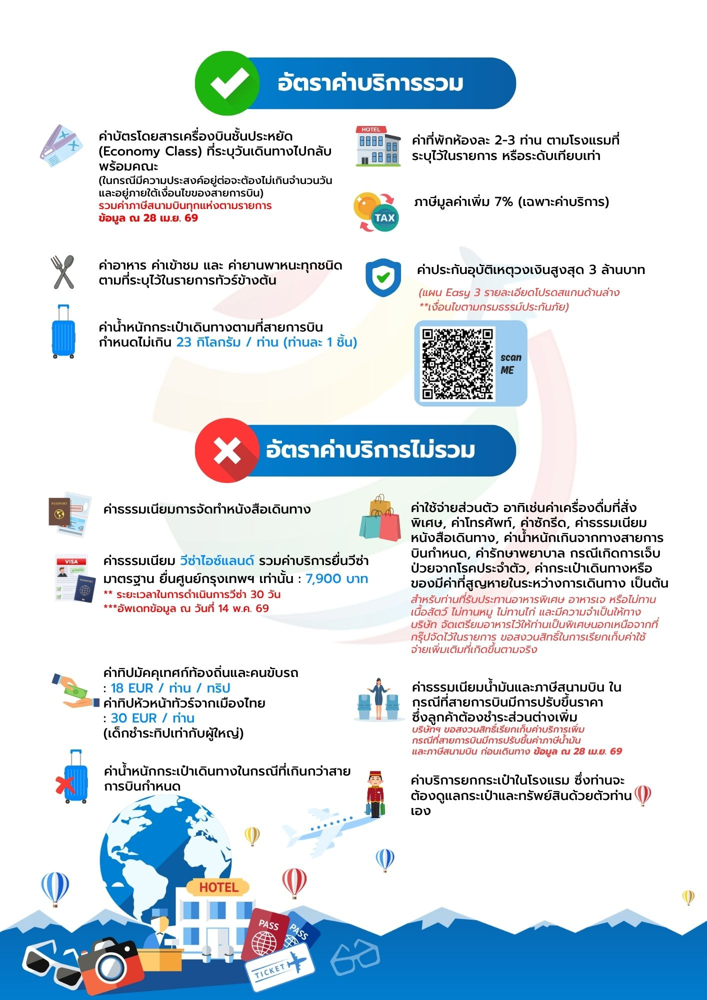 อัตราค่าบริการรวม
ค่าบัตรโดยสารเครื่องบินชั้นประหยัด
(Economy Class) ที่ระบุวันเดินทางไปกลับ
พร้อมคณะ
(ในกรณีมีความประสงค์อยู่ต่อจะต้องไม่เกินจำนวนวัน
และอยู่ภายใต้เงื่อนไขของสายการบิน)
รวมค่าภาษีสนามบินทุกแห่งตามรายการ
ข้อมูล ณ 28 เม.ย. 69
ค่าอาหาร ค่าเข้าชม และ ค่ายานพาหนะทุกชนิด
ตามที่ระบุไว้ในรายการทัวร์ข้างต้น
ค่าน้ำหนักกระเป๋าเดินทางตามที่สายการบิน
กำหนดไม่เกิน 23 กิโลกรัม / ท่าน (ท่านละ 1 ชิ้น)
HOTEL
ค่าที่พักห้องละ 2-3 ท่าน ตามโรงแรมที่
ระบุไว้ในรายการ หรือระดับเทียบเท่า
TAX
ภาษีมูลค่าเพิ่ม 7% (เฉพาะค่าบริการ)
ค่าประกันอุบัติเหตุวงเงินสูงสุด 3 ล้านบาท
(แผน Easy 3 รายละเอียดโปรดสแกนด้านล่าง
**เงื่อนไขตามกรมธรรม์ประกันภัย)
scan
ME
อัตราค่าบริการไม่รวม
PASSPORT
APPROVED
ค่าธรรมเนียมการจัดทำหนังสือเดินทาง
VISA
APPROVED
PASSPORT
ค่าธรรมเนียม วีซ่าไอซ์แลนด์ รวมค่าบริการยื่นวีซ่า
มาตรฐาน ยื่นศูนย์กรุงเทพฯ เท่านั้น : 7,900 บาท
** ระยะเวลาในการดำเนินการวีซ่า 30 วัน
***อัพเดทข้อมูล ณ วันที่ 14 พ.ค. 69
ค่าทิปมัคคุเทศก์ท้องถิ่นและคนขับรถ
: 18 EUR / ท่าน / ทริป
ค่าทิปหัวหน้าทัวร์จากเมืองไทย
: 30 EUR / ท่าน
(เด็กชำระทิปเท่ากับผู้ใหญ่)
ค่าน้ำหนักกระเป๋าเดินทางในกรณีที่เกินกว่าสาย
การบินกำหนด
ค่าใช้จ่ายส่วนตัว อาทิเช่นค่าเครื่องดื่มที่สั่ง
พิเศษ, ค่าโทรศัพท์, ค่าซักรีด, ค่าธรรมเนียม
หนังสือเดินทาง, ค่าน้ำหนักเกินจากทางสายการ
บินกำหนด, ค่ารักษาพยาบาล กรณีเกิดการเจ็บ
ป่วยจากโรคประจำตัว, ค่ากระเป๋าเดินทางหรือ
ของมีค่าที่สูญหายในระหว่างการเดินทาง เป็นต้น
สำหรับท่านที่รับประทานอาหารพิเศษ อาหารเจ หรือไม่ทาน
เนื้อสัตว์ ไม่ทานหมู ไม่ทานไก่ และมีความจำเป็นให้ทาง
บริษัท จัดเตรียมอาหารไว้ให้ท่านเป็นพิเศษนอกเหนือจากที่
กรุ๊ปจัดไว้ในรายการ ขอสงวนสิทธิ์ในการเรียกเก็บค่าใช้
จ่ายเพิ่มเติมที่เกิดขึ้นตามจริง
ค่าธรรมเนียมน้ำมันและภาษีสนามบิน ใน
กรณีที่สายการบินมีการปรับขึ้นราคา
ซึ่งลูกค้าต้องชำระส่วนต่างเพิ่ม
บริษัทฯ ขอสงวนสิทธิ์เรียกเก็บค่าบริการเพิ่ม
กรณีที่สายการบินมีการปรับขึ้นค่าภาษีน้ำมัน
และภาษีสนามบิน ก่อนเดินทาง ข้อมูล ณ 28 เม.ย. 69
ค่าบริการยกกระเป๋าในโรงแรม ซึ่งท่านจะ
ต้องดูแลกระเป๋าและทรัพย์สินด้วยตัวท่าน
เอง
HOTEL
PASS
PASS
TICKET